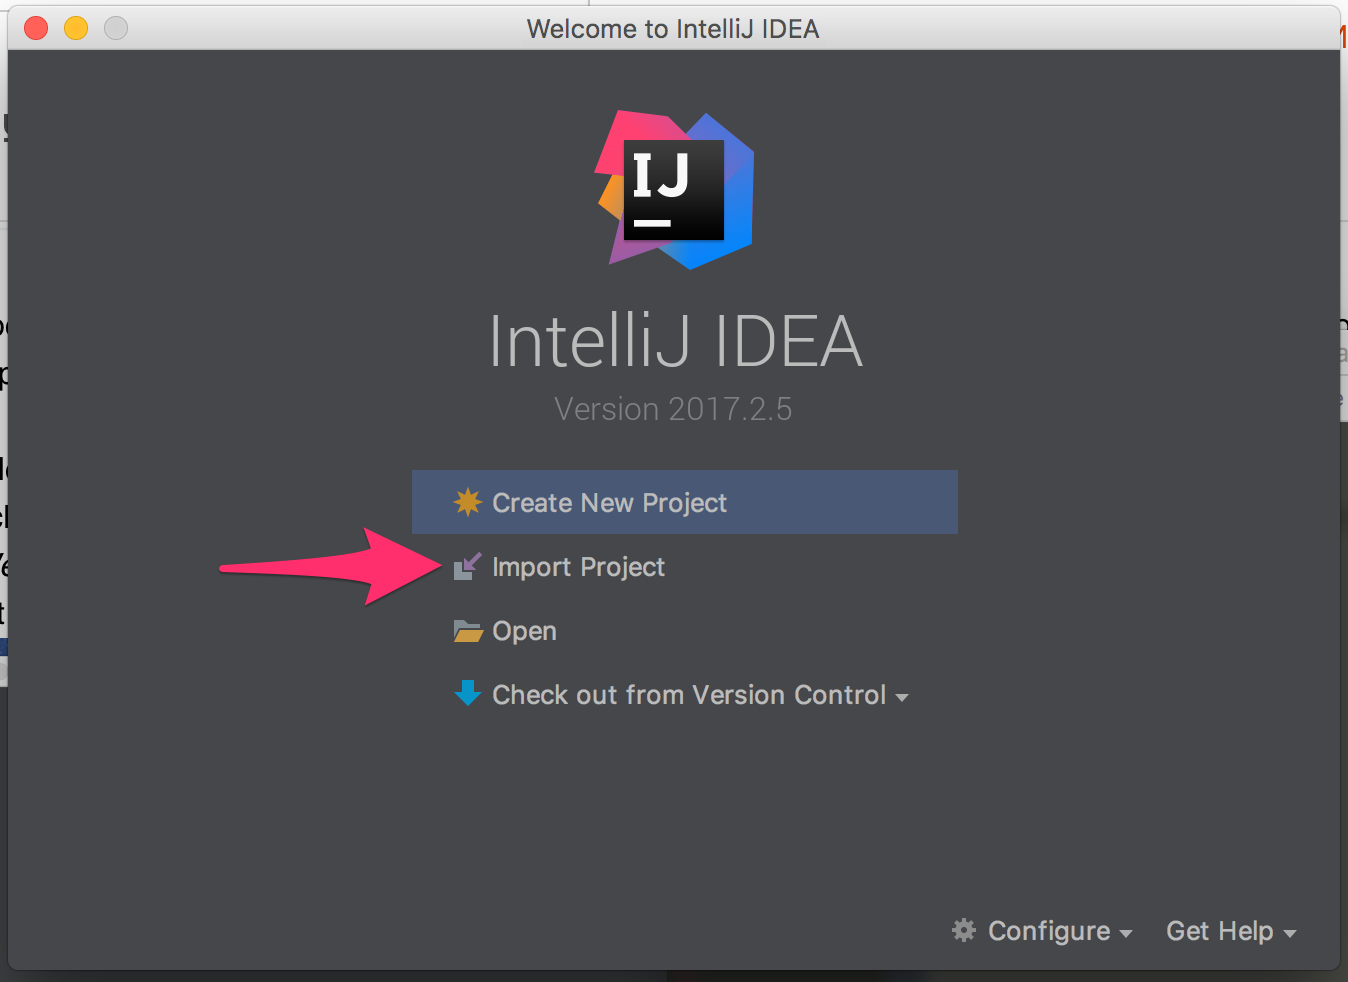 Welcome to IntelliJ IDEA
IJ
IntelliJ IDEA
Version 2017.2.5
Create New Project
Import Project
Open
Check out from Version Control
Configure
Get Help